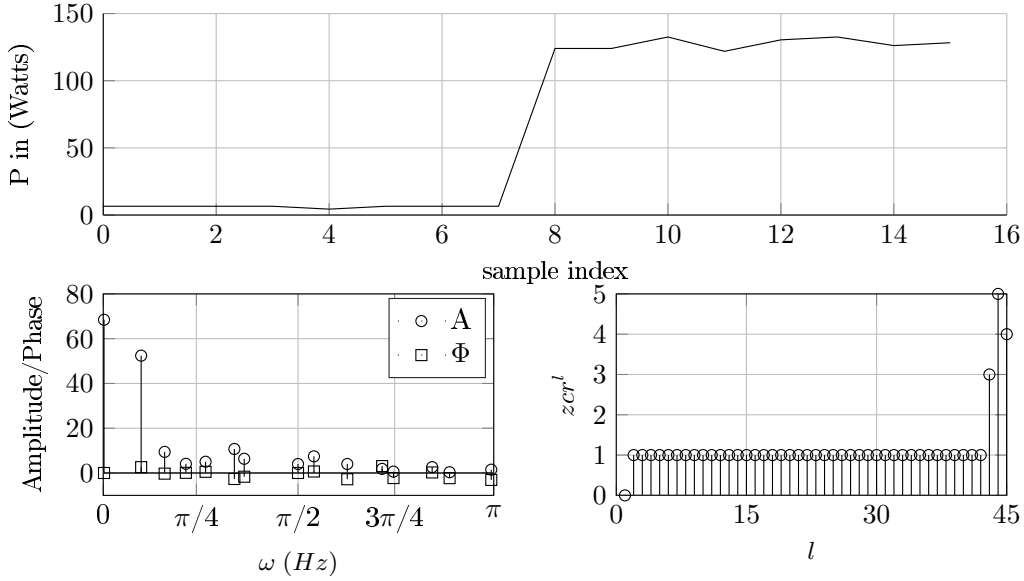 150
100
50
0
P in (Watts)
0 2 4 6 8 10 12 14 16
sample index
80
60
40
20
0
Amplitude/Phase
A
Φ
0 π/4 π/2 3π/4 π
ω (Hz)
5
4
3
2
1
0
zcr^l
0 15 30 45
l